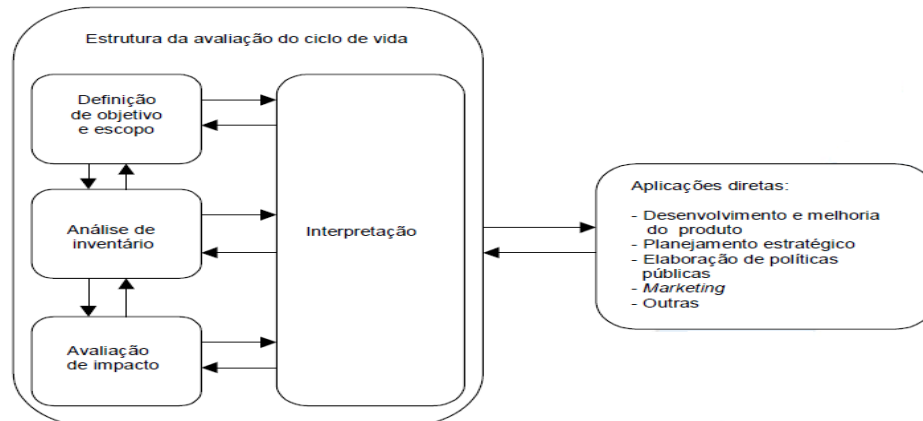 Estrutura da avaliação do ciclo de vida
Definição
de objetivo
e escopo
Análise de
inventário
Avaliação
de impacto
Interpretação
Aplicações diretas:
- Desenvolvimento e melhoria
do produto
- Planejamento estratégico
- Elaboração de políticas
públicas
- Marketing
- Outras